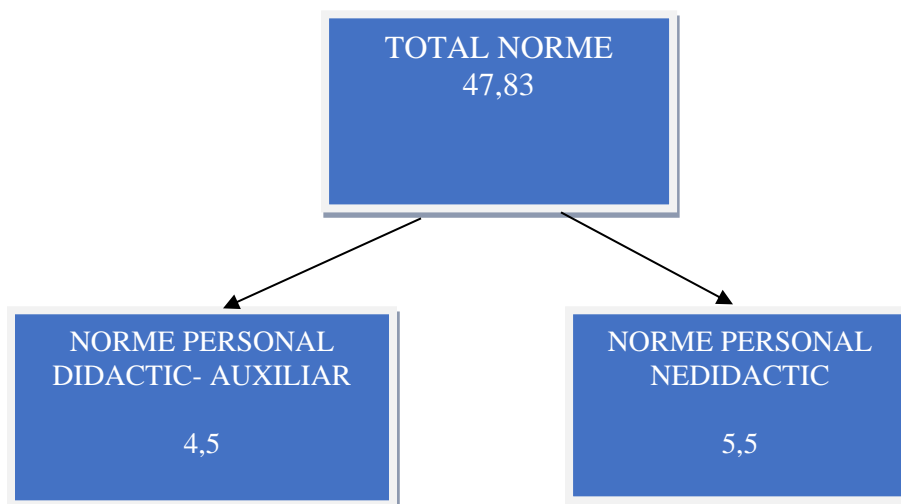 TOTAL NORME
47,83
NORME PERSONAL
DIDACTIC- AUXILIAR
4,5
NORME PERSONAL
NEDIDACTIC
5,5